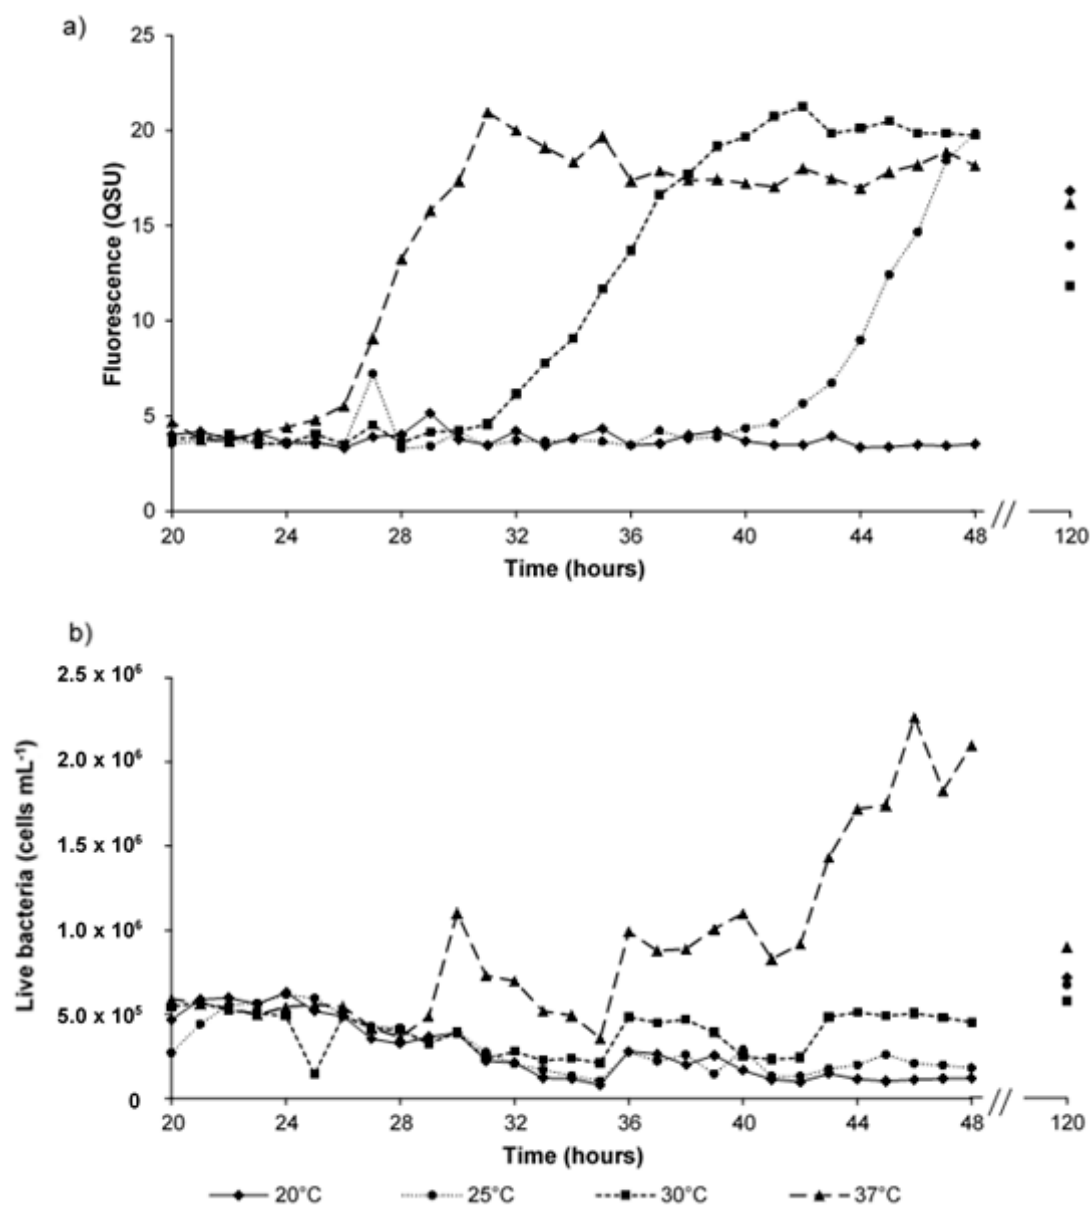 a)
25
20
15
10
5
0
Fluorescence (QSU)
20 24 28 32 36 40 44 48 // 120
Time (hours)
b)
2.5 x 10⁶
2.0 x 10⁶
1.5 x 10⁶
1.0 x 10⁶
5.0 x 10⁵
0
Live bacteria (cells mL⁻¹)
20 24 28 32 36 40 44 48 // 120
Time (hours)
20°C 25°C 30°C 37°C